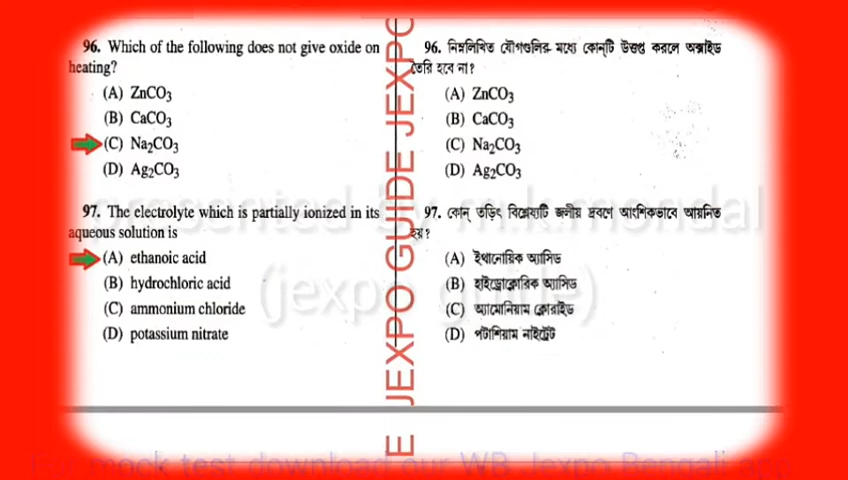 96. Which of the following does not give oxide on
heating?
(A) ZnCO₃
(B) CaCO₃
(C) Na₂CO₃
(D) Ag₂CO₃
97. The electrolyte which is partially ionized in its
aqueous solution is
(A) ethanoic acid
(B) hydrochloric acid
(C) ammonium chloride
(D) potassium nitrate
E JEXPO GUIDE JEXPO
96. নিম্নলিখিত যৌগগুলির মধ্যে কোন্‌টি উত্তপ্ত করলে অক্সাইড
তৈরি হবে না?
(A) ZnCO₃
(B) CaCO₃
(C) Na₂CO₃
(D) Ag₂CO₃
97. কোন্ তড়িৎ বিশ্লেষ্যটি জলীয় দ্রবণে আংশিকভাবে আয়নিত
হয়?
(A) ইথানোয়িক অ্যাসিড
(B) হাইড্রোক্লোরিক অ্যাসিড
(C) অ্যামোনিয়াম ক্লোরাইড
(D) পটাশিয়াম নাইট্রেট
presented by mk.mondal
(jexpo guide)
For mock test download our WB Jexpo Bengali app